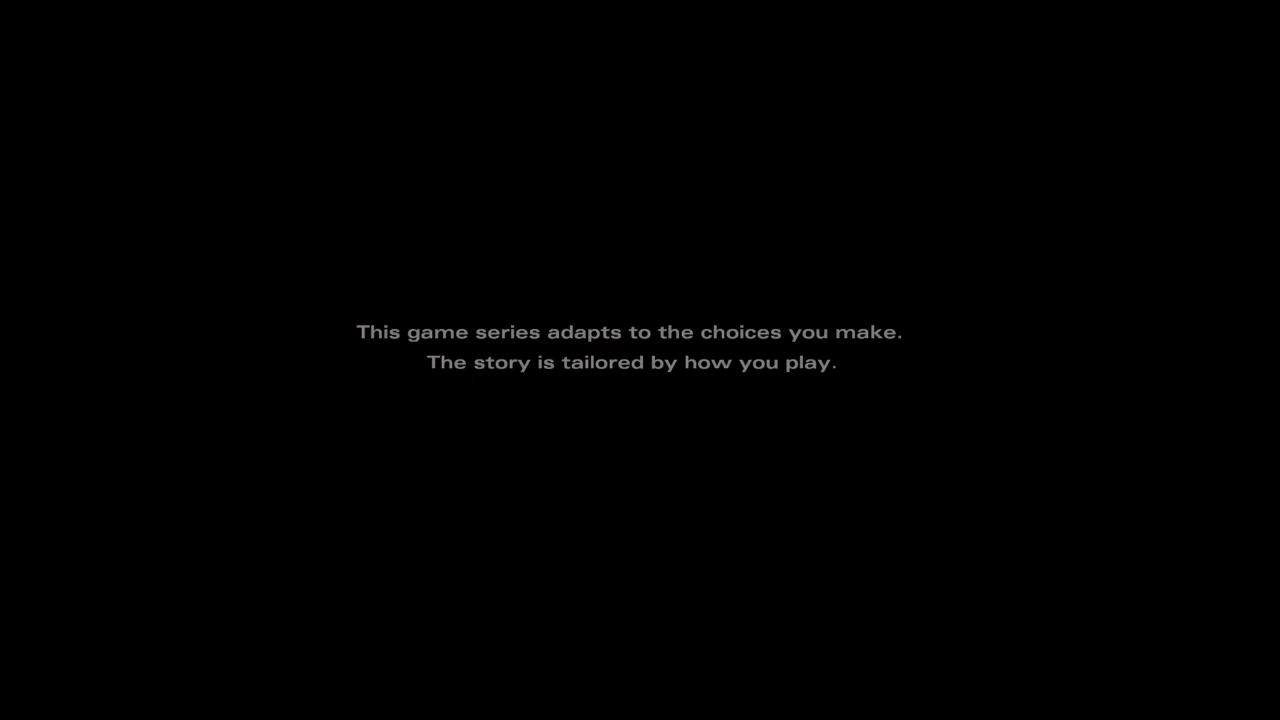 This game series adapts to the choices you make.
The story is tailored by how you play.